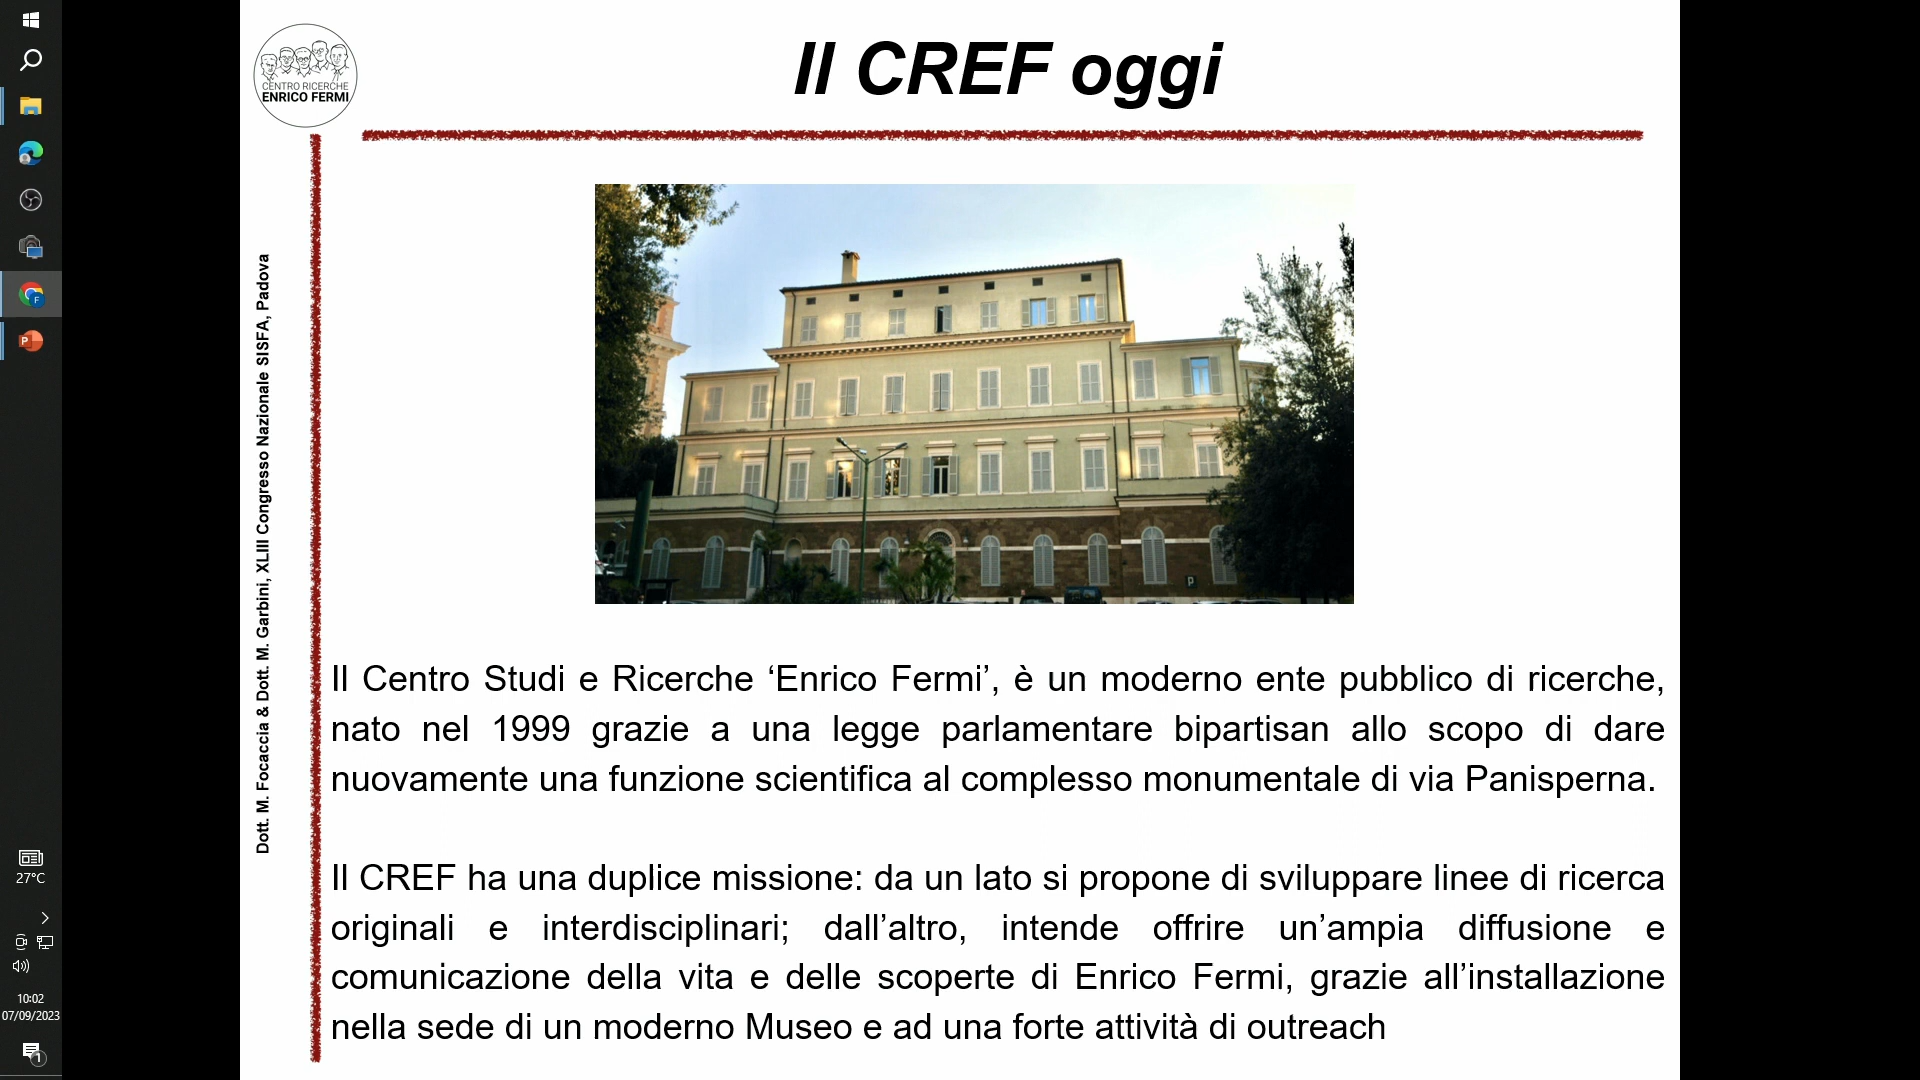 CENTRO RICERCHE
ENRICO FERMI
Il CREF oggi
Dott. M. Focaccia & Dott. M. Garbini, XLIII Congresso Nazionale SISFA, Padova
P
Il Centro Studi e Ricerche ‘Enrico Fermi’, è un moderno ente pubblico di ricerche,
nato nel 1999 grazie a una legge parlamentare bipartisan allo scopo di dare
nuovamente una funzione scientifica al complesso monumentale di via Panisperna.
Il CREF ha una duplice missione: da un lato si propone di sviluppare linee di ricerca
originali e interdisciplinari; dall’altro, intende offrire un’ampia diffusione e
comunicazione della vita e delle scoperte di Enrico Fermi, grazie all’installazione
nella sede di un moderno Museo e ad una forte attività di outreach
F
P
27°C
10:02
07/09/2023
1